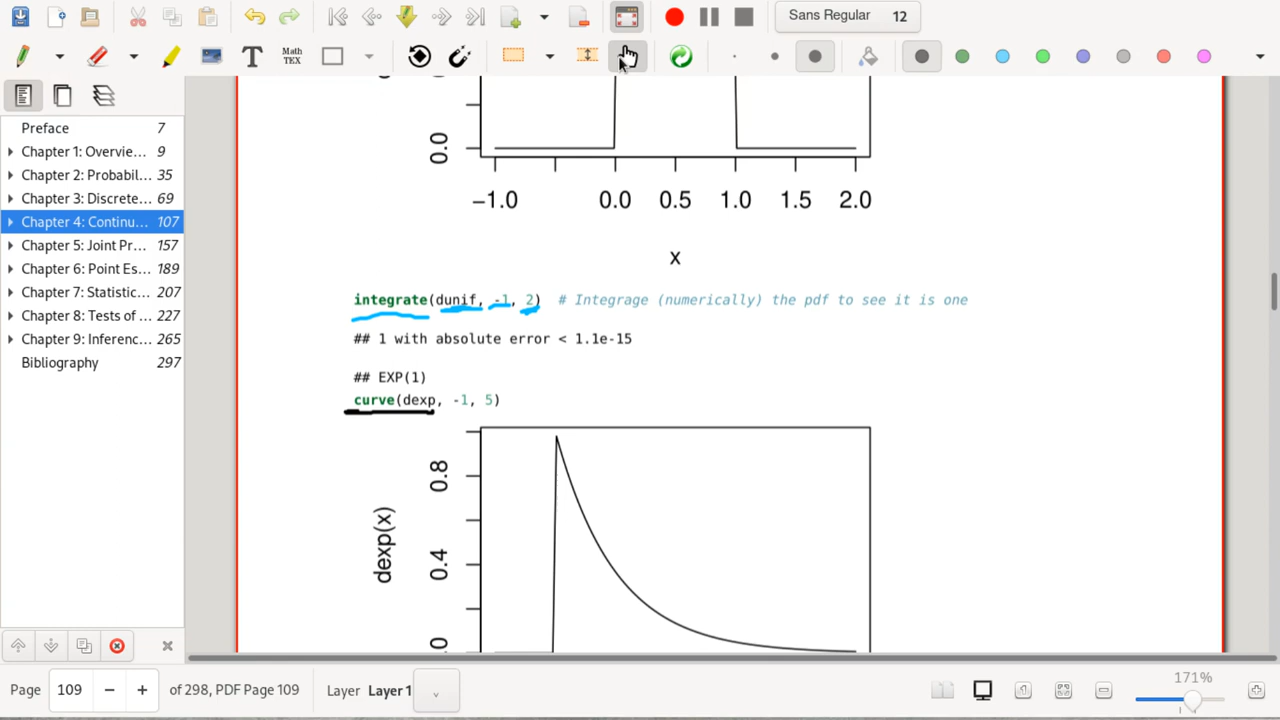 Sans Regular 12
T
Math
TEX
Preface 7
Chapter 1: Overvie... 9
Chapter 2: Probabil... 35
Chapter 3: Discrete... 69
Chapter 4: Continu... 107
Chapter 5: Joint Pr... 157
Chapter 6: Point Es... 189
Chapter 7: Statistic... 207
Chapter 8: Tests of ... 227
Chapter 9: Inferenc... 265
Bibliography 297
0.0
−1.0 0.0 0.5 1.0 1.5 2.0
x
integrate(dunif, -1, 2) # Integrage (numerically) the pdf to see it is one
## 1 with absolute error < 1.1e-15
## EXP(1)
curve(dexp, -1, 5)
dexp(x)
0.8
0.4
Page 109 of 298, PDF Page 109 Layer Layer 1 171%